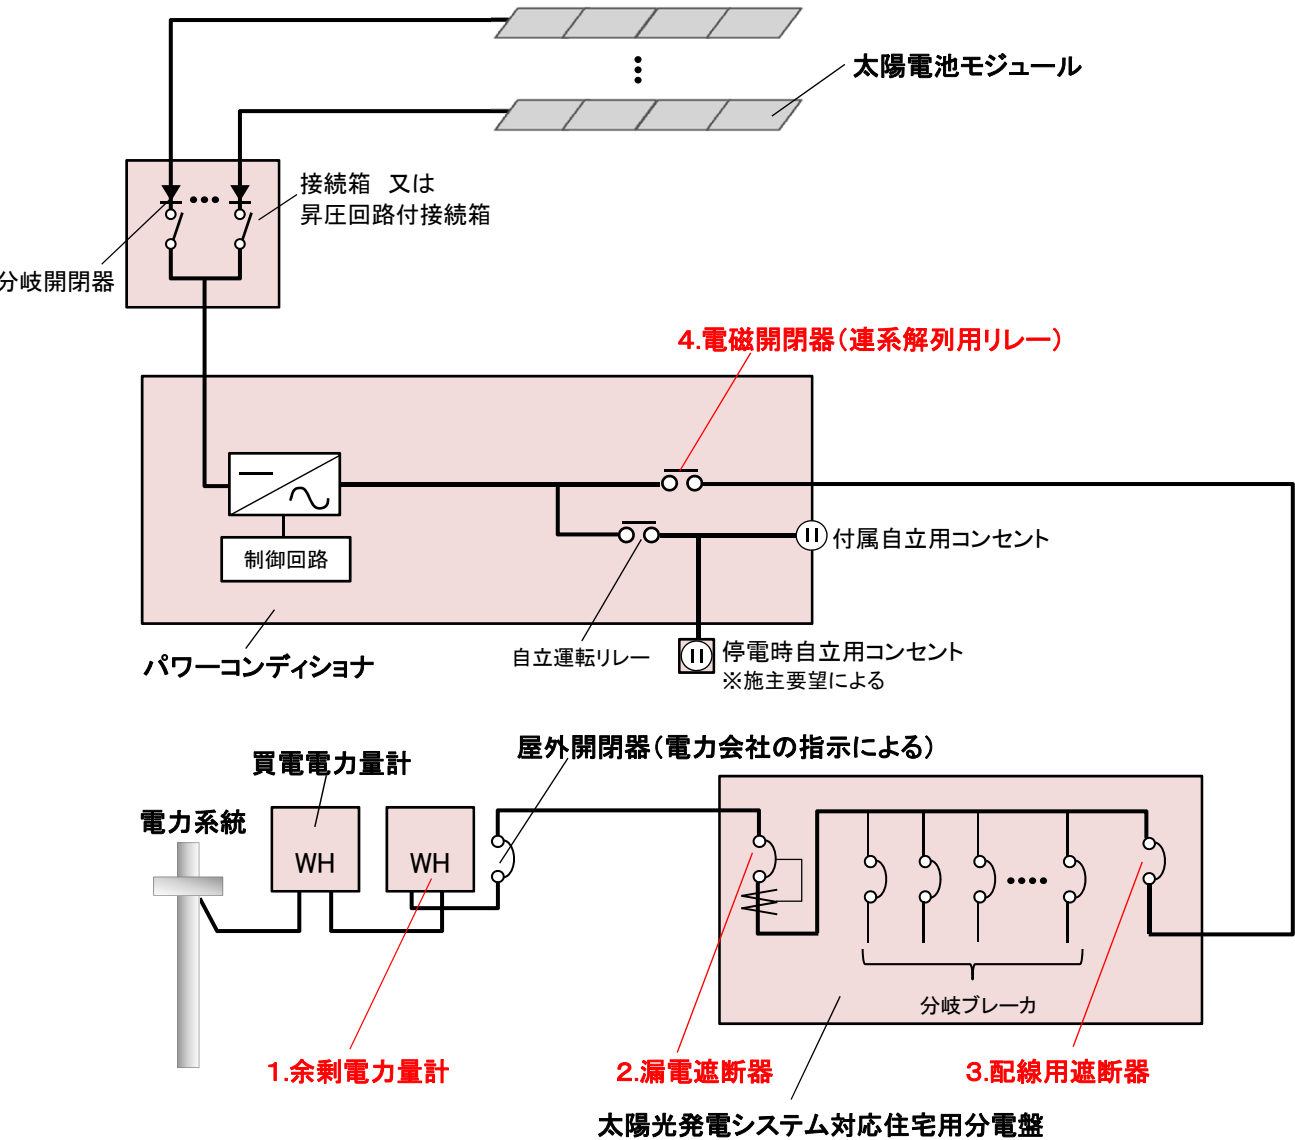 太陽電池モジュール
接続箱　又は
昇圧回路付接続箱
分岐開閉器
4.電磁開閉器（連系解列用リレー）
制御回路
付属自立用コンセント
パワーコンディショナ
自立運転リレー
停電時自立用コンセント
※施主要望による
屋外開閉器（電力会社の指示による）
買電電力量計
電力系統
WH
WH
分岐ブレーカ
1.余剰電力量計
2.漏電遮断器
3.配線用遮断器
太陽光発電システム対応住宅用分電盤